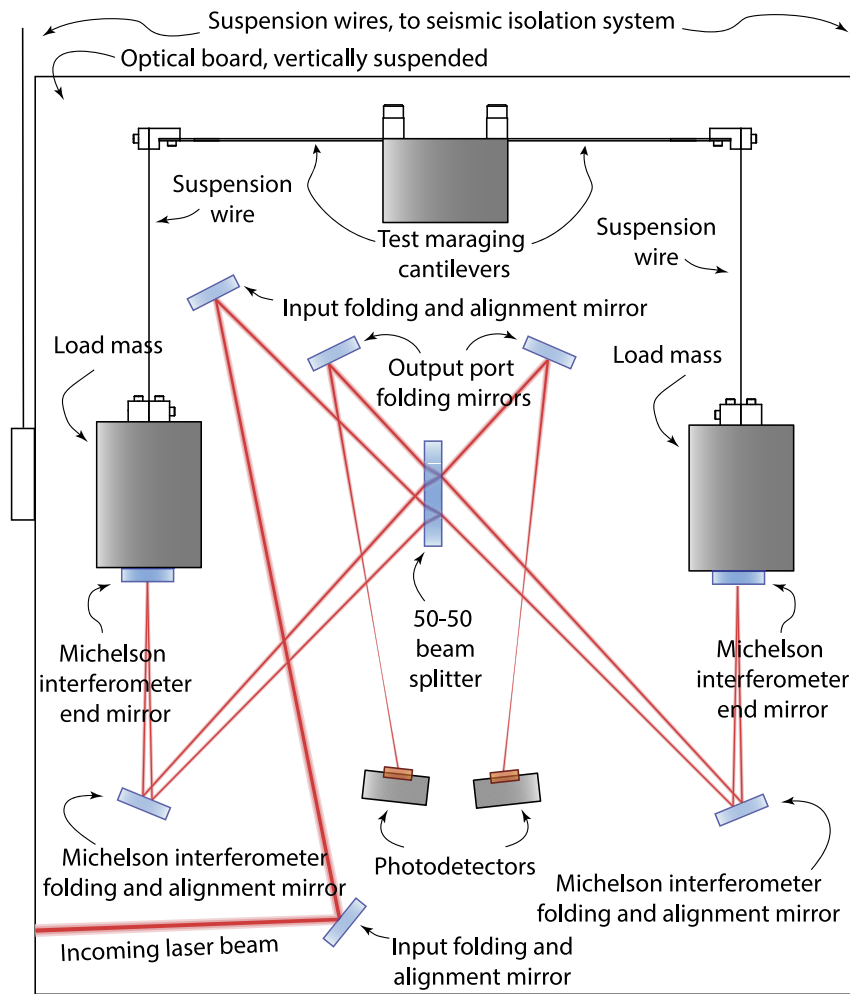 Suspension wires, to seismic isolation system
Optical board, vertically suspended
Suspension
wire
Test maraging
cantilevers
Suspension
wire
Input folding and alignment mirror
Load mass
Output port
folding mirrors
Load mass
50-50
beam
splitter
Michelson
interferometer
end mirror
Michelson
interferometer
end mirror
Photodetectors
Michelson interferometer
folding and alignment mirror
Michelson interferometer
folding and alignment mirror
Incoming laser beam
Input folding and
alignment mirror